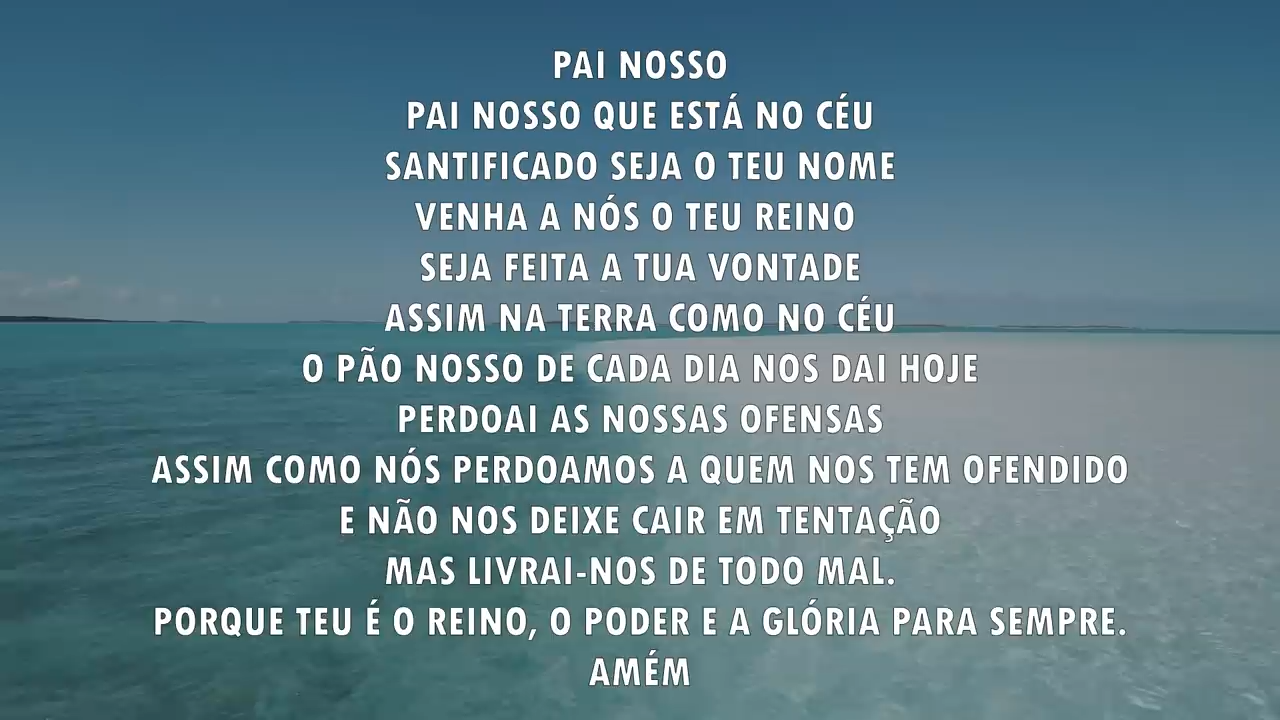 PAI NOSSO
PAI NOSSO QUE ESTÁ NO CÉU
SANTIFICADO SEJA O TEU NOME
VENHA A NÓS O TEU REINO
SEJA FEITA A TUA VONTADE
ASSIM NA TERRA COMO NO CÉU
O PÃO NOSSO DE CADA DIA NOS DAI HOJE
PERDOAI AS NOSSAS OFENSAS
ASSIM COMO NÓS PERDOAMOS A QUEM NOS TEM OFENDIDO
E NÃO NOS DEIXE CAIR EM TENTAÇÃO
MAS LIVRAI-NOS DE TODO MAL.
PORQUE TEU É O REINO, O PODER E A GLÓRIA PARA SEMPRE.
AMÉM